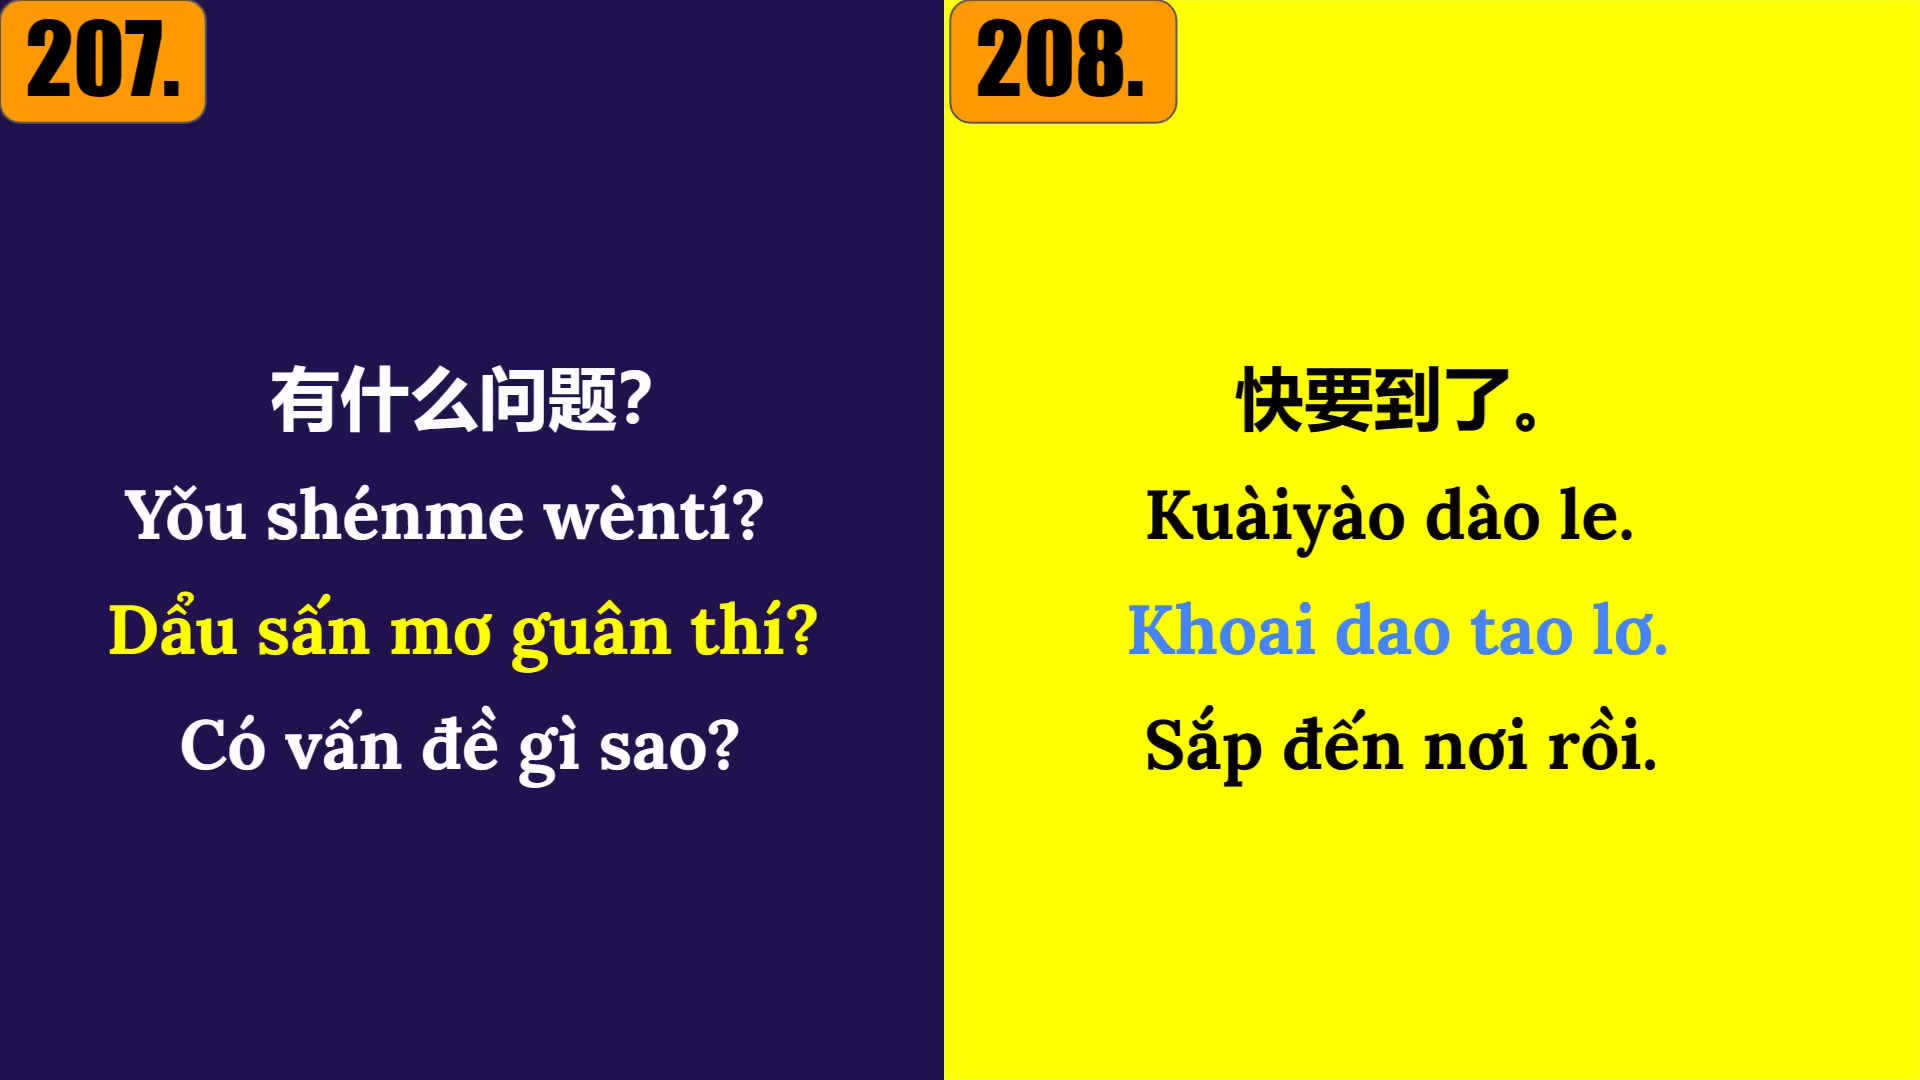 207.
有什么问题?
Yǒu shénme wèntí?
Dẩu sấn mơ guân thí?
Có vấn đề gì sao?
208.
快要到了。
Kuàiyào dào le.
Khoai dao tao lơ.
Sắp đến nơi rồi.